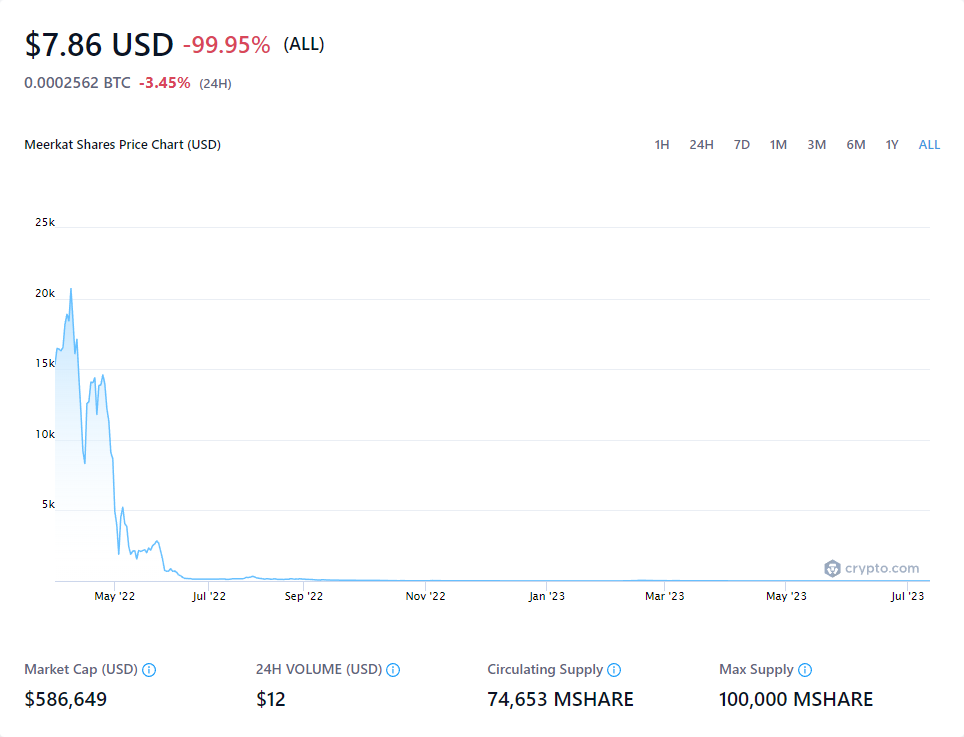 $7.86 USD -99.95% (ALL)
0.0002562 BTC -3.45% (24H)
Meerkat Shares Price Chart (USD) 1H 24H 7D 1M 3M 6M 1Y ALL
25k
20k
15k
10k
5k
crypto.com
May '22 Jul '22 Sep '22 Nov '22 Jan '23 Mar '23 May '23 Jul '23
Market Cap (USD) 24H VOLUME (USD) Circulating Supply Max Supply
$586,649 $12 74,653 MSHARE 100,000 MSHARE